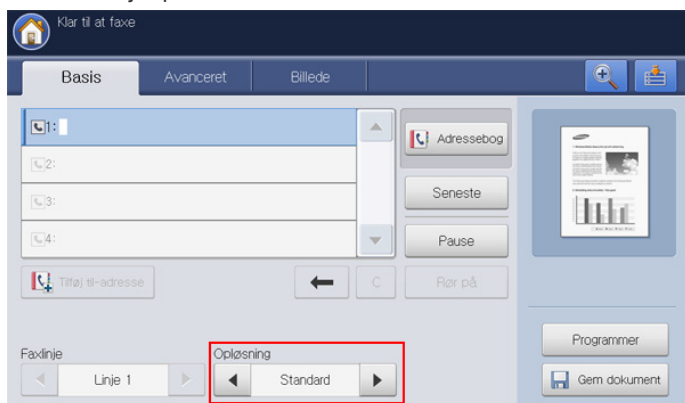 Klar til at faxe
Basis
Avanceret
Billede
1:
2:
3:
4:
Adressebog
Seneste
Pause
Tilføj til-adresse
C
Rør på
Faxlinje
Linje 1
Opløsning
Standard
Programmer
Gem dokument